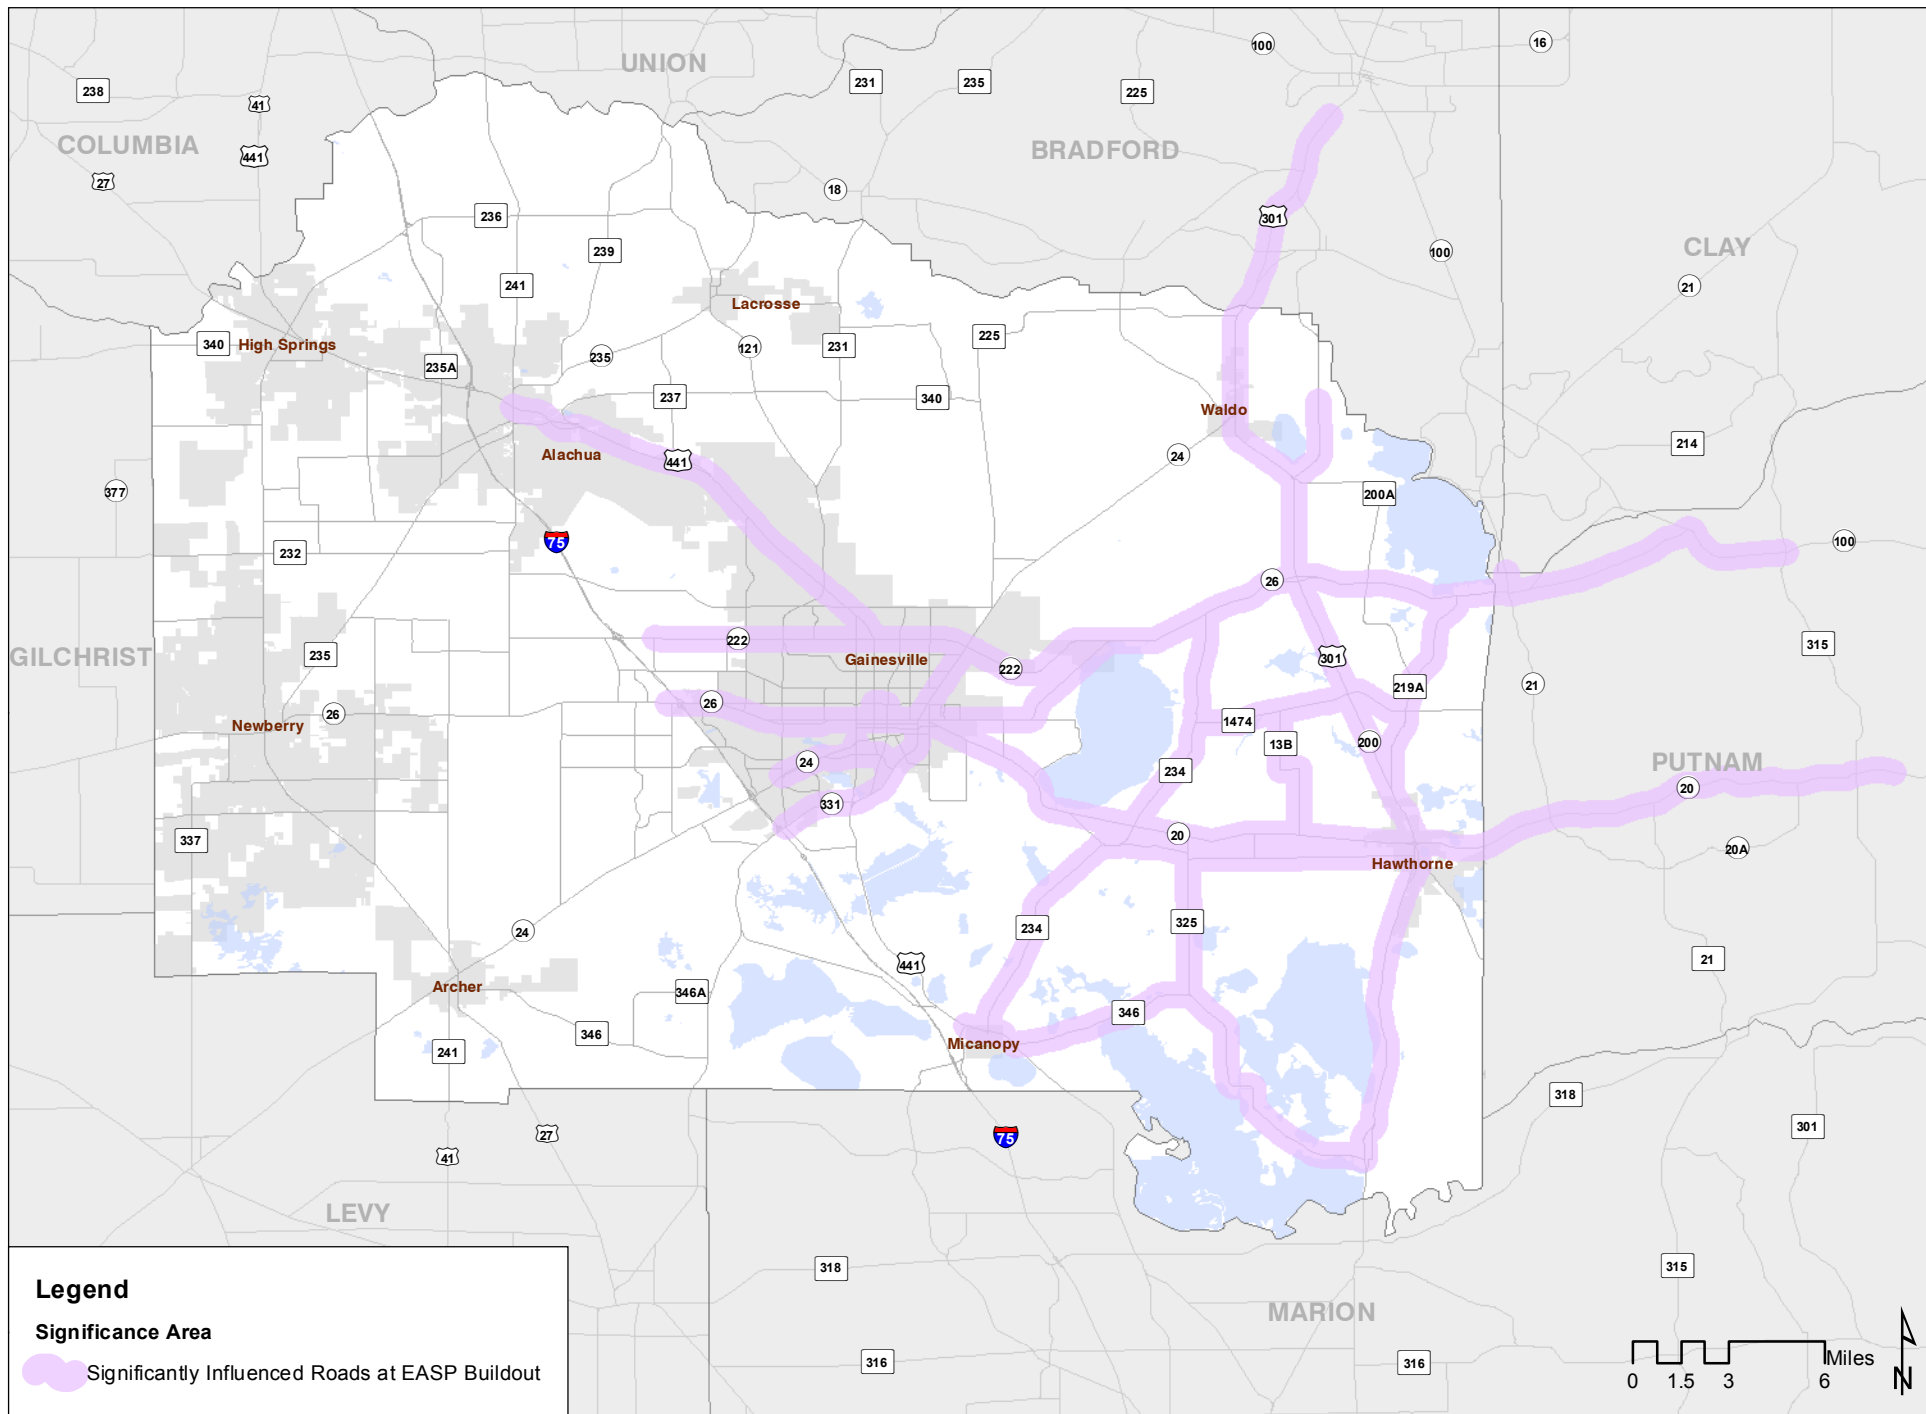 100
16
UNION
238
231
235
225
41
COLUMBIA
441
BRADFORD
27
18
236
301
239
CLAY
100
241
21
Lacrosse
225
340
High Springs
121
231
235
235A
237
340
Waldo
214
Alachua
441
24
377
200A
75
100
232
26
222
315
GILCHRIST
235
Gainesville
301
222
21
219A
26
26
Newberry
1474
200
13B
24
PUTNAM
234
20
331
20
337
20A
Hawthorne
325
24
234
441
21
Archer
346A
346
346
Micanopy
241
318
301
27
75
41
LEVY
318
315
MARION
316
316
Legend
Significance Area
Significantly Influenced Roads at EASP Buildout
Miles
0 1.5 3 6
N